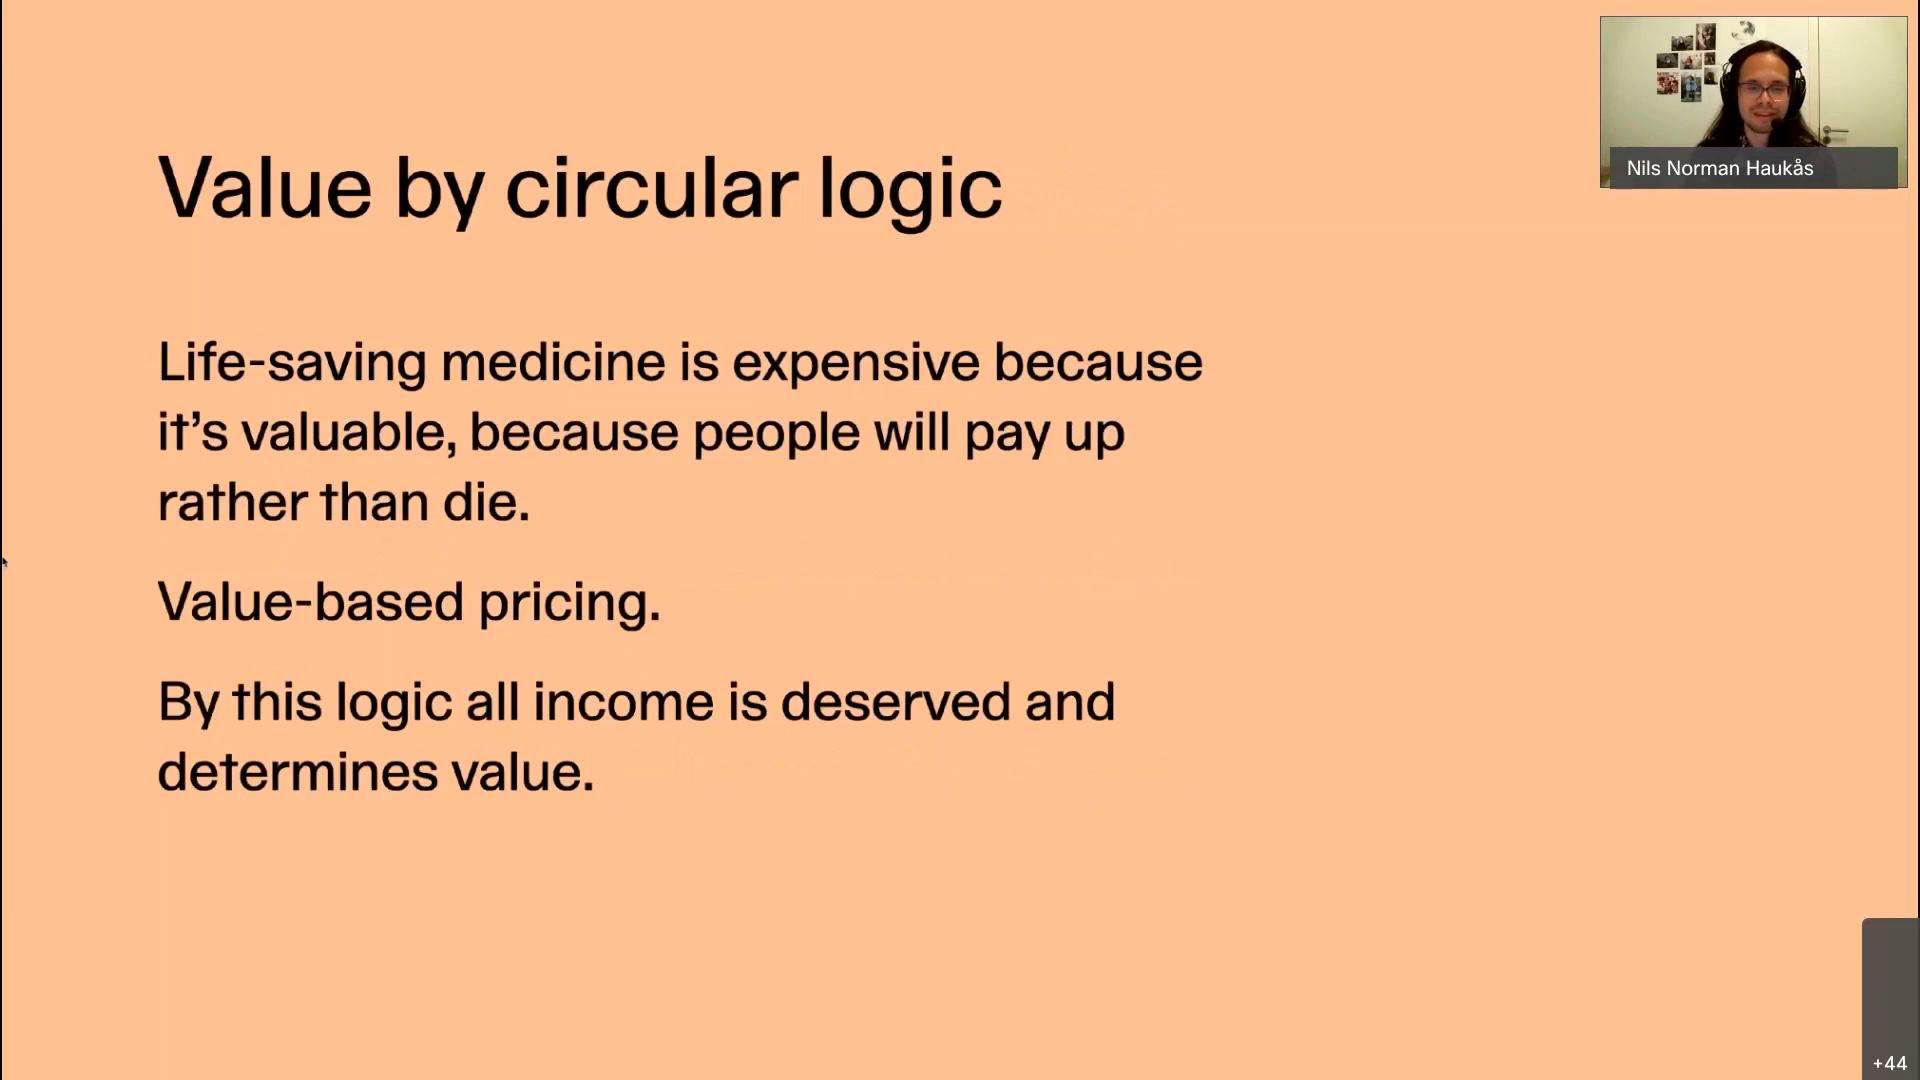 Value by circular logic
Nils Norman Haukås
Life-saving medicine is expensive because
it’s valuable, because people will pay up
rather than die.
Value-based pricing.
By this logic all income is deserved and
determines value.
+44